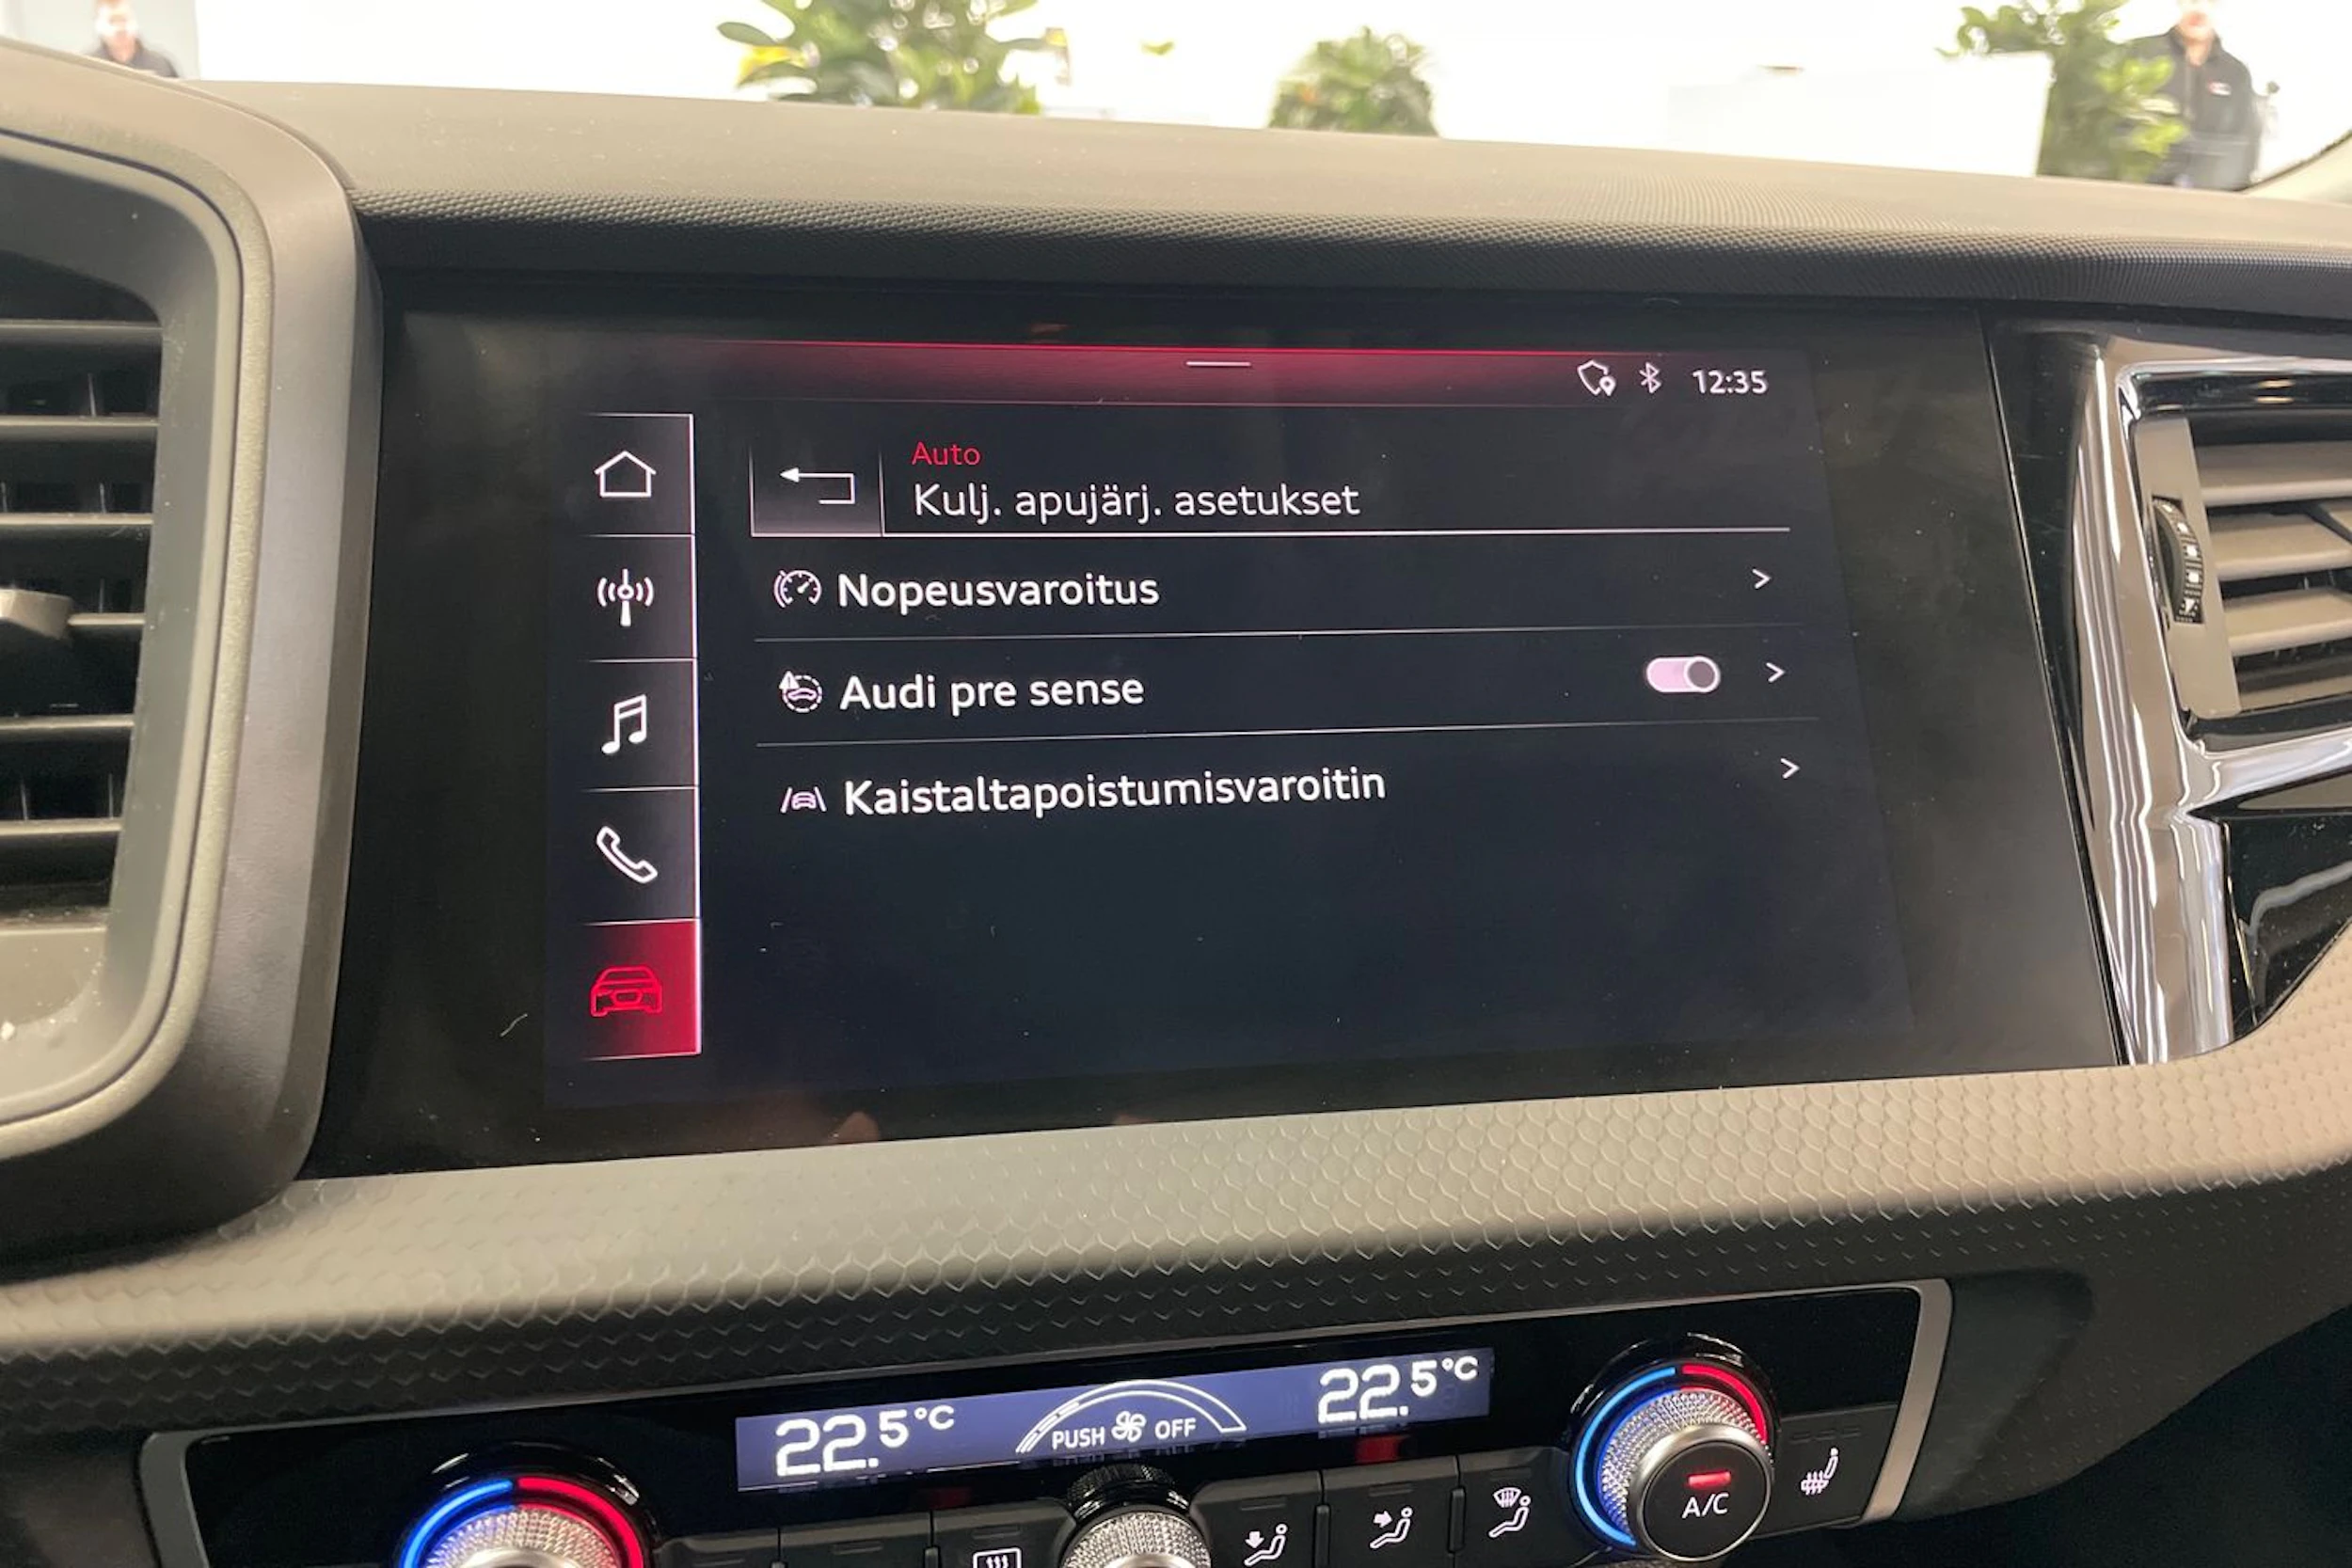 12:35
Auto
Kulj. apujärj. asetukset
Nopeusvaroitus
Audi pre sense
Kaistaltapoistumisvaroitin
22.5°C PUSH OFF 22.5°C
A/C